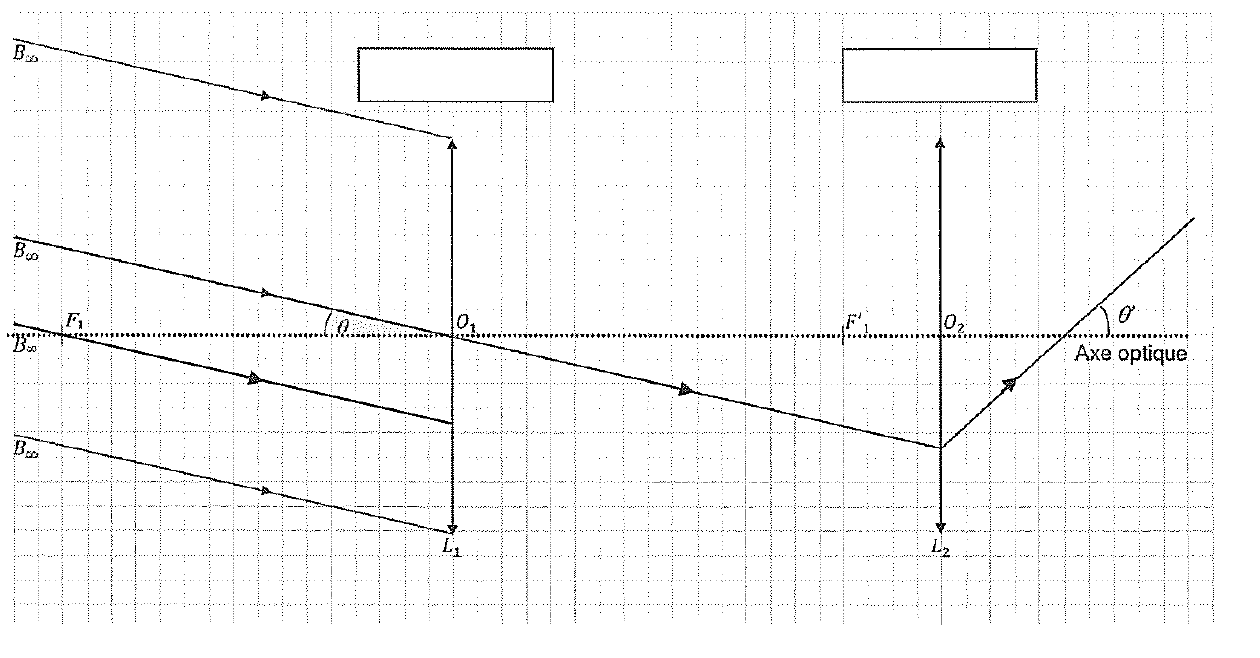 B∞
B∞
F₁
θ
O₁
F'₁
O₂
θ'
B∞
Axe optique
B∞
L₁
L₂